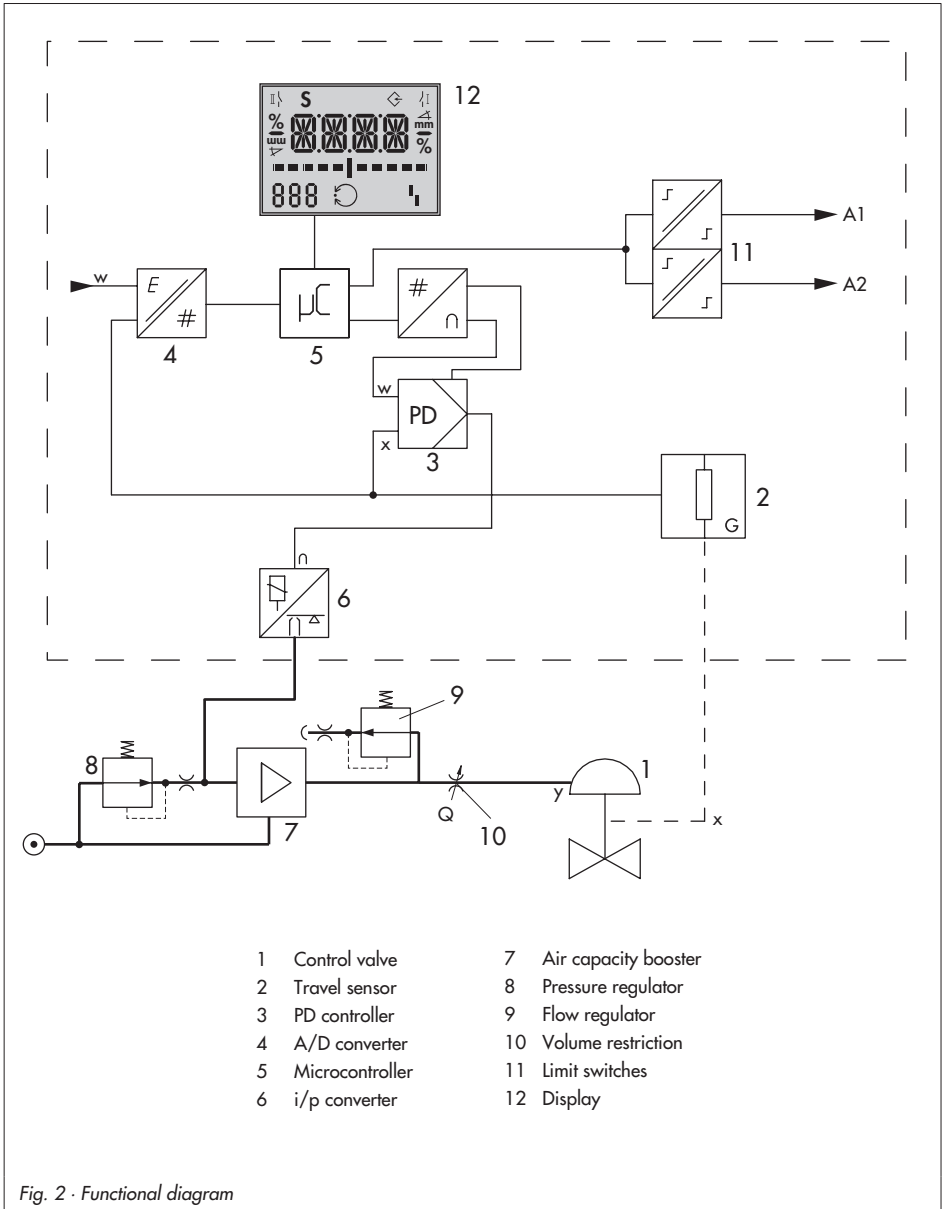 12
S
%
mm
mm
%
888
A1
11
A2
w
E
#
4
µC
5
#
∩
w
PD
x
3
2
G
∩
6
9
8
1
y
7
Q
10
x
1 Control valve
2 Travel sensor
3 PD controller
4 A/D converter
5 Microcontroller
6 i/p converter
7 Air capacity booster
8 Pressure regulator
9 Flow regulator
10 Volume restriction
11 Limit switches
12 Display
Fig. 2 · Functional diagram